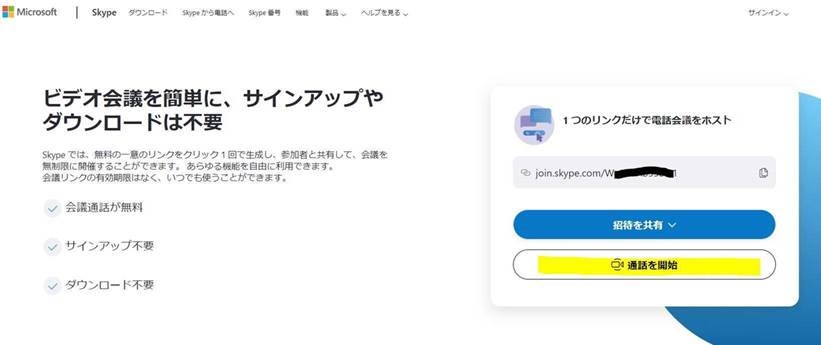 Microsoft | Skype ダウンロード Skype から電話へ Skype 番号 機能 製品 ヘルプを見る サインイン
ビデオ会議を簡単に、サインアップや
ダウンロードは不要
Skype では、無料の一意のリンクをクリック 1 回で生成し、参加者と共有して、会議を
無制限に開催することができます。 あらゆる機能を自由に利用できます。
会議リンクの有効期限はなく、いつでも使うことができます。
会議通話が無料
サインアップ不要
ダウンロード不要
1 つのリンクだけで電話会議をホスト
join.skype.com/W
招待を共有
通話を開始